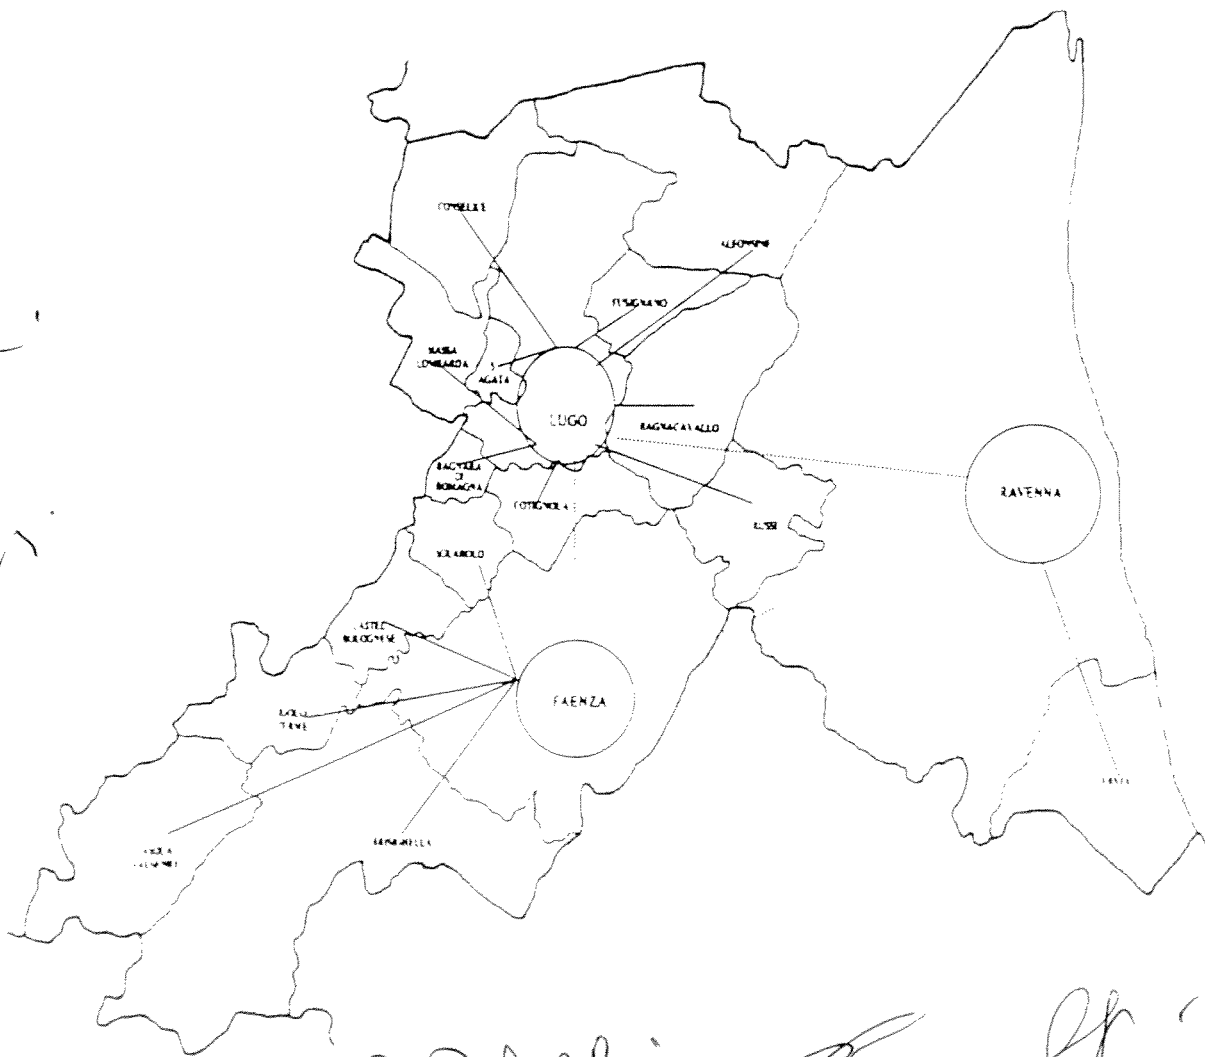 CONSELICE
ALFONSINE
FUSIGNANO
MASSA
LOMBARDA
S
AGATA
LUGO
BAGNACAVALLO
BAGNARA
DI
ROMAGNA
COTIGNOLA
RUSSI
RAVENNA
SOLAROLO
CASTEL
BOLOGNESE
FAENZA
TERME
BRISIGHELLA